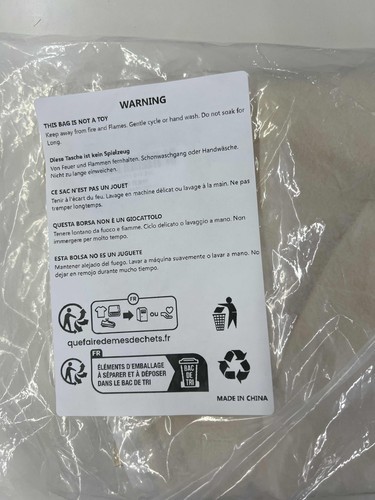 WARNING
THIS BAG IS NOT A TOY
Keep away from fire and Flames. Gentle cycle or hand wash. Do not soak for
Long.
Diese Tasche ist kein Spielzeug
Von Feuer und Flammen fernhalten. Schonwaschgang oder Handwäsche.
Nicht zu lange einweichen.
CE SAC N'EST PAS UN JOUET
Tenir à l'écart du feu. Lavage en machine délicat ou lavage à la main. Ne pas
tremper longtemps.
QUESTA BORSA NON È UN GIOCATTOLO
Tenere lontano da fuoco e fiamme. Ciclo delicato o lavaggio a mano. Non
immergere per molto tempo.
ESTA BOLSA NO ES UN JUGUETE
Mantener alejado del fuego. Lavar a máquina suavemente o lavar a mano. No
dejar en remojo durante mucho tiempo.
FR
OU
quefairedemesdechets.fr
FR
ÉLÉMENTS D'EMBALLAGE
À SÉPARER ET À DÉPOSER
DANS LE BAC DE TRI
BAC
DE
TRI
MADE IN CHINA